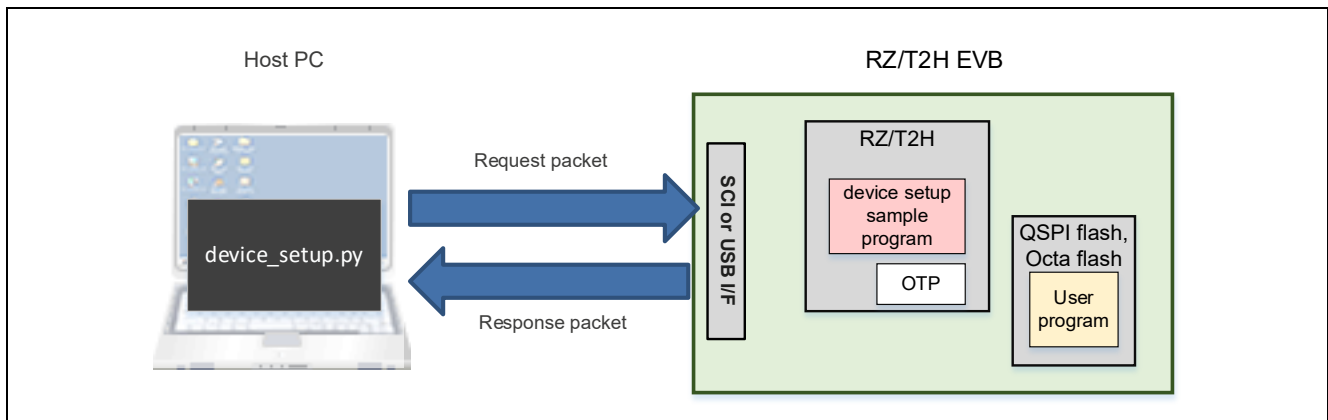 Host PC
RZ/T2H EVB
device_setup.py
Request packet
Response packet
SCI or USB I/F
RZ/T2H
device setup
sample
program
OTP
QSPI flash,
Octa flash
User
program